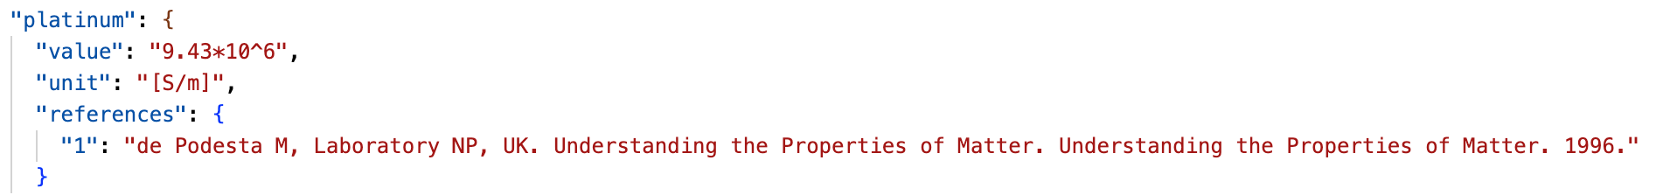 "platinum": {
"value": "9.43*10^6",
"unit": "[S/m]",
"references": {
"1": "de Podesta M, Laboratory NP, UK. Understanding the Properties of Matter. Understanding the Properties of Matter. 1996."
}